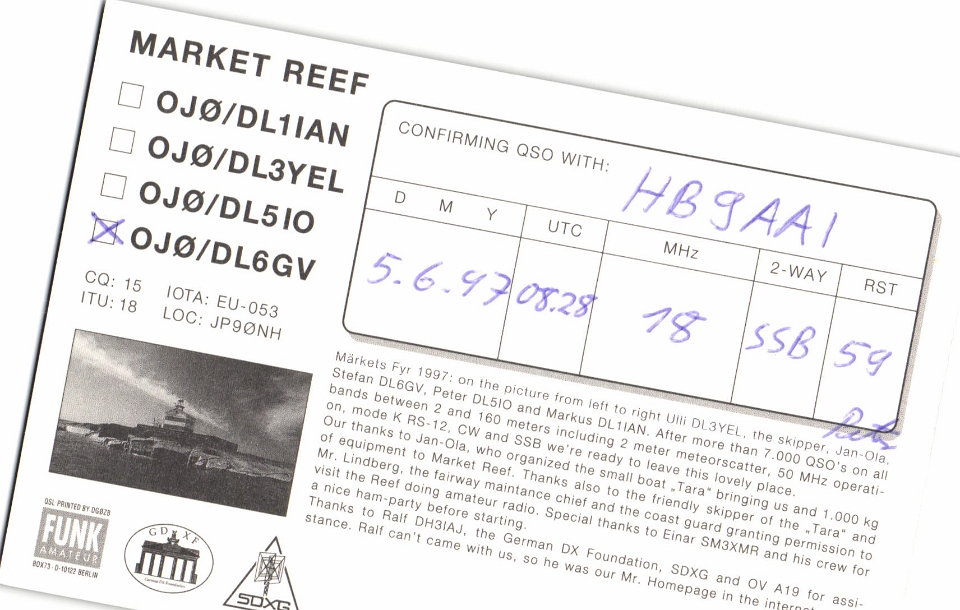 MARKET REEF
OJØ/DL1IAN
OJØ/DL3YEL
OJØ/DL5IO
OJØ/DL6GV
CQ: 15 IOTA: EU-053
ITU: 18 LOC: JP9ØNH
CONFIRMING QSO WITH: HB9AAI
D M Y UTC MHz 2-WAY RST
5.6.97 08.28 18 SSB 59
Märkets Fyr 1997: on the picture from left to right Ulli DL3YEL, the skipper, Jan-Ola,
Stefan DL6GV, Peter DL5IO and Markus DL1IAN. After more than 7.000 QSO's on all
bands between 2 and 160 meters including 2 meter meteorscatter, 50 MHz operati-
on, mode K RS-12, CW and SSB we're ready to leave this lovely place.
Our thanks to Jan-Ola, who organized the small boat „Tara" bringing us and 1.000 kg
of equipment to Market Reef. Thanks also to the friendly skipper of the „Tara" and
Mr. Lindberg, the fairway maintance chief and the coast guard granting permission to
visit the Reef doing amateur radio. Special thanks to Einar SM3XMR and his crew for
a nice ham-party before starting.
Thanks to Ralf DH3IAJ, the German DX Foundation, SDXG and OV A19 for assi-
stance. Ralf can't came with us, so he was our Mr. Homepage in the internet
QSL PRINTED BY DG0ZB
FUNK
AMATEUR
BOX 73 · D-10122 BERLIN
GDXF
German DX Foundation
SDXG